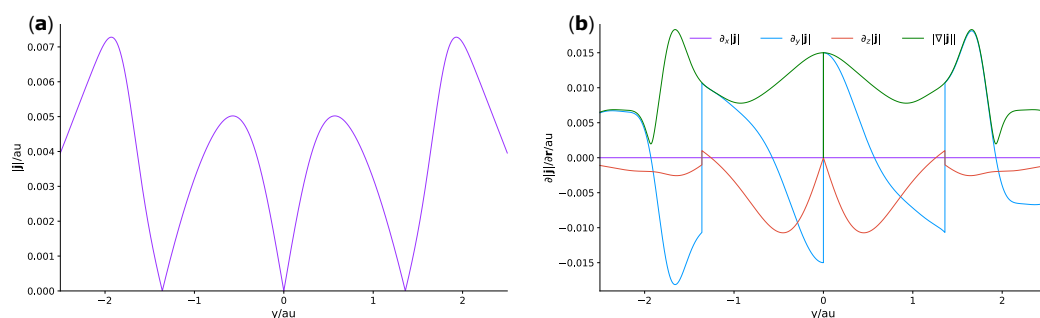 (a)
|j|/au
0.007
0.006
0.005
0.004
0.003
0.002
0.001
0.000
−2
−1
0
1
2
y/au
(b)
∂ₓ|j|
∂ᵧ|j|
∂_z|j|
|∇|j||
∂|j|/∂r/au
0.015
0.010
0.005
0.000
−0.005
−0.010
−0.015
−2
−1
0
1
2
y/au